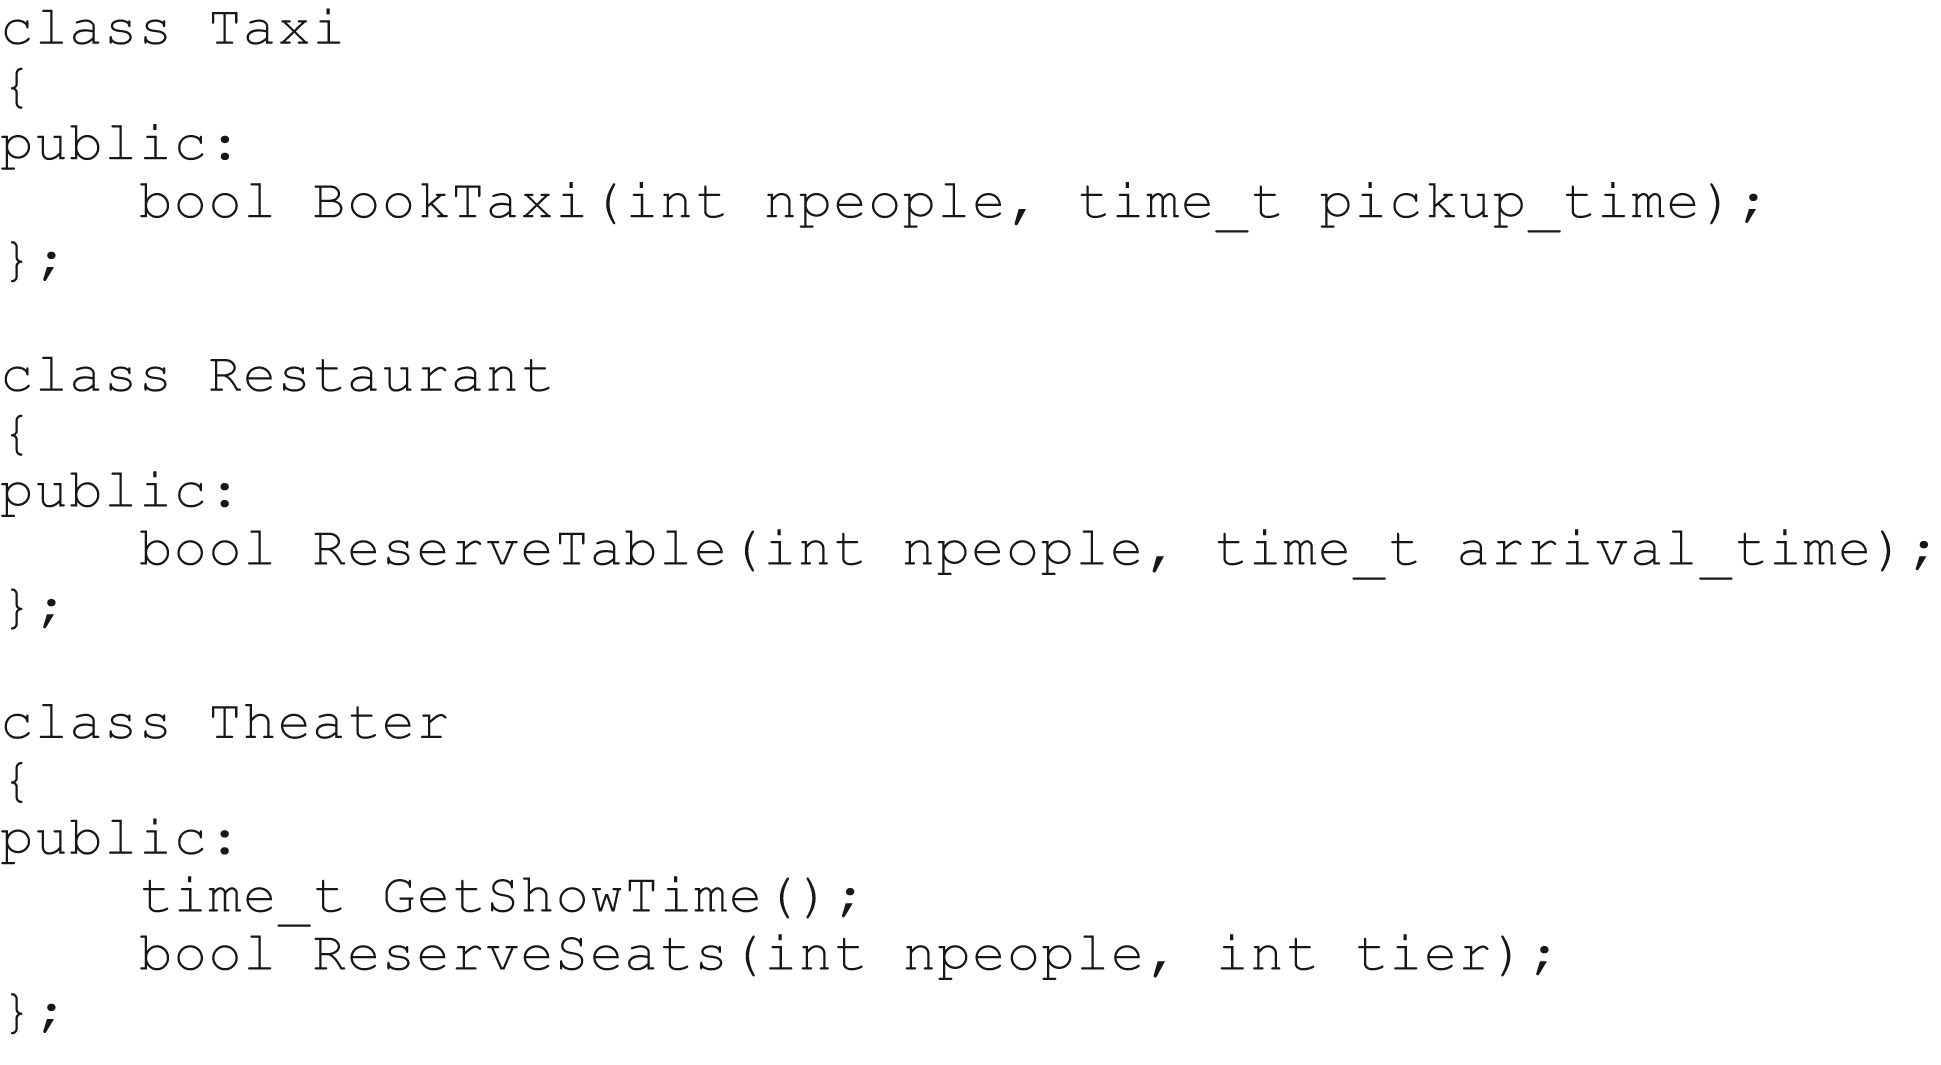 class Taxi
{
public:
    bool BookTaxi(int npeople, time_t pickup_time);
};

class Restaurant
{
public:
    bool ReserveTable(int npeople, time_t arrival_time);
};

class Theater
{
public:
    time_t GetShowTime();
    bool ReserveSeats(int npeople, int tier);
};